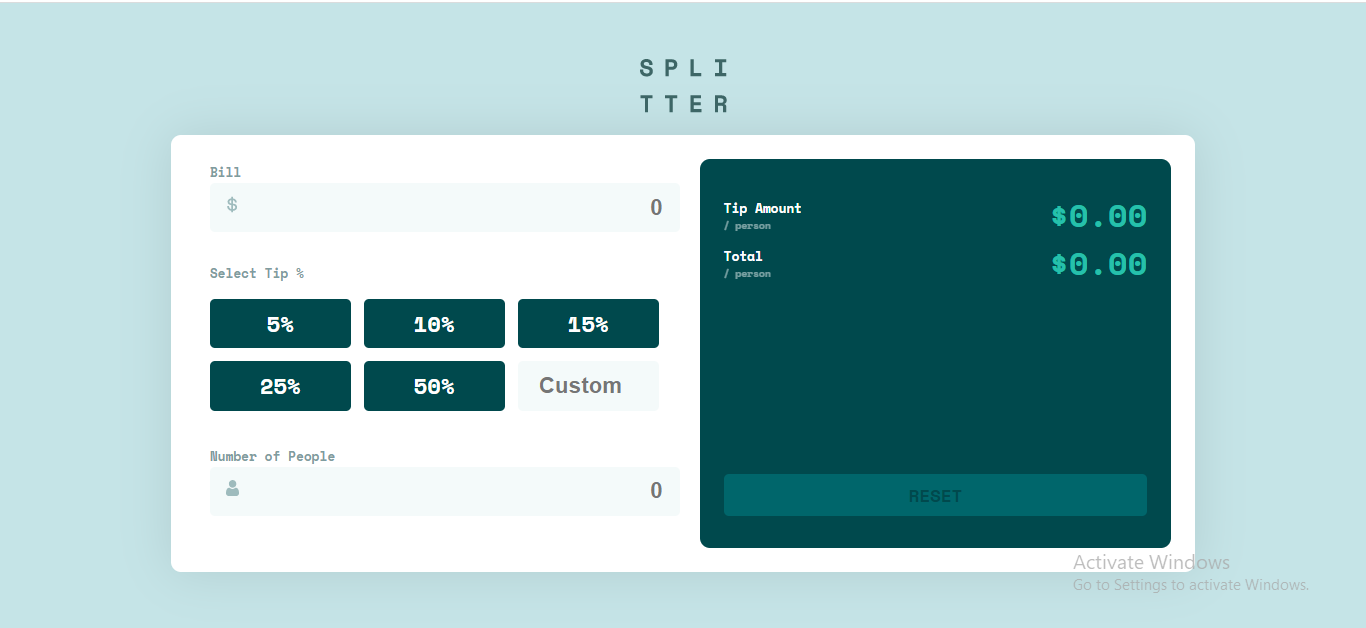 SPLI
TTER
Bill
$ 0
Select Tip %
5% 10% 15%
25% 50% Custom
Number of People
0
Tip Amount $0.00
/ person
Total $0.00
/ person
RESET
Activate Windows
Go to Settings to activate Windows.